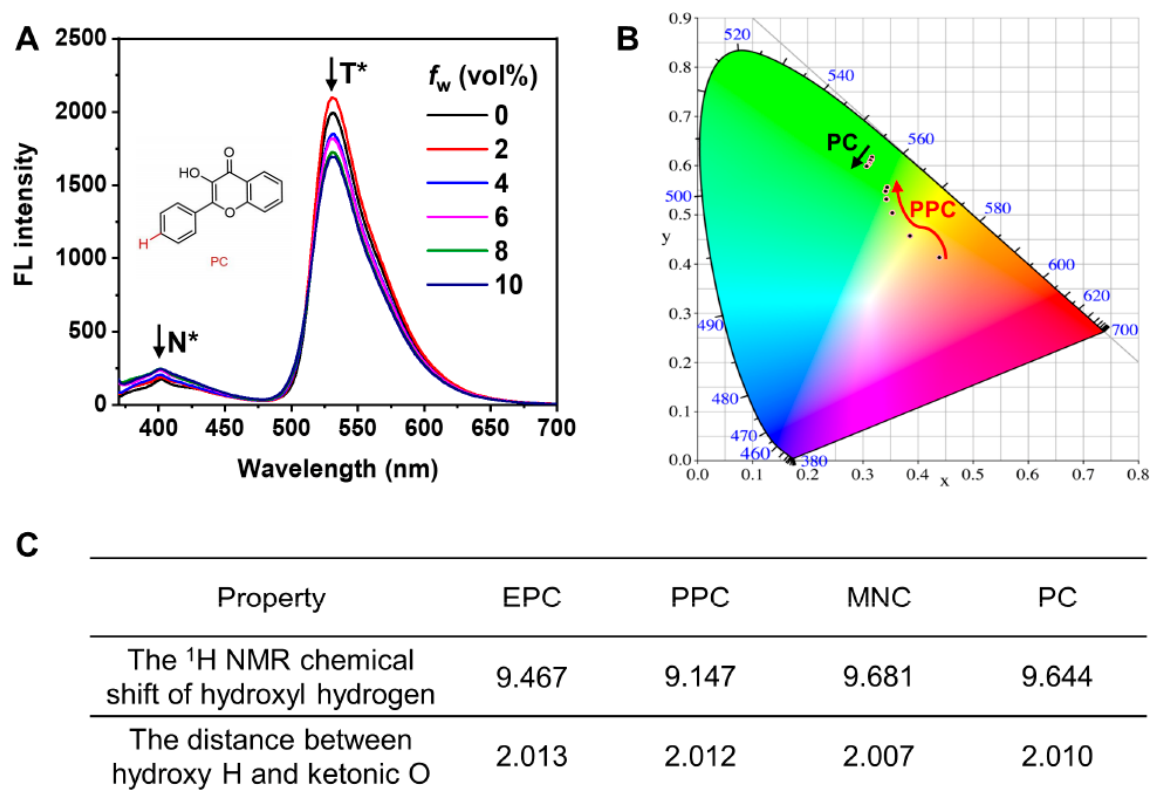 A
FL intensity
2500
2000
1500
1000
500
0
400
450
500
550
600
650
700
Wavelength (nm)
N*
T*
fw (vol%)
0
2
4
6
8
10
O
HO
O
H
PC
B
y
0.9
0.8
0.7
0.6
0.5
0.4
0.3
0.2
0.1
0.0
0.0
0.1
0.2
0.3
0.4
0.5
0.6
0.7
0.8
x
520
540
560
580
600
620
700
500
490
480
470
460
380
PC
PPC
C
Property EPC PPC MNC PC
The 1H NMR chemical
shift of hydroxyl hydrogen
9.467 9.147 9.681 9.644
The distance between
hydroxy H and ketonic O
2.013 2.012 2.007 2.010